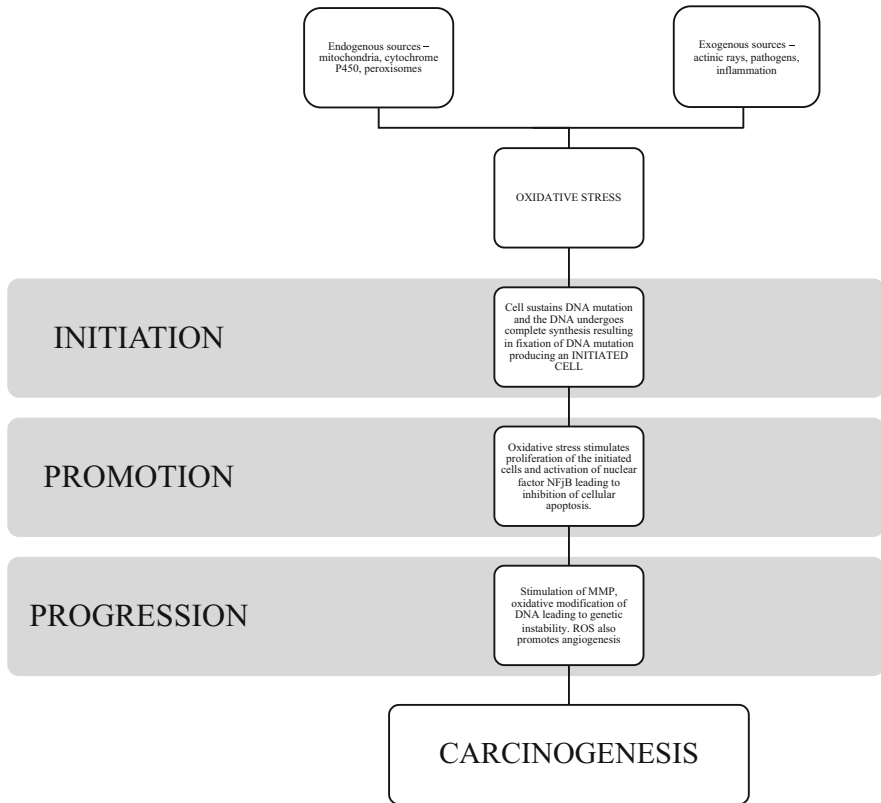 Endogenous sources –
mitochondria, cytochrome
P450, peroxisomes
Exogenous sources –
actinic rays, pathogens,
inflammation
OXIDATIVE STRESS
INITIATION
Cell sustains DNA mutation
and the DNA undergoes
complete synthesis resulting
in fixation of DNA mutation
producing an INITIATED
CELL
PROMOTION
Oxidative stress stimulates
proliferation of the initiated
cells and activation of nuclear
factor NFjB leading to
inhibition of cellular
apoptosis.
PROGRESSION
Stimulation of MMP,
oxidative modification of
DNA leading to genetic
instability. ROS also
promotes angiogenesis
CARCINOGENESIS